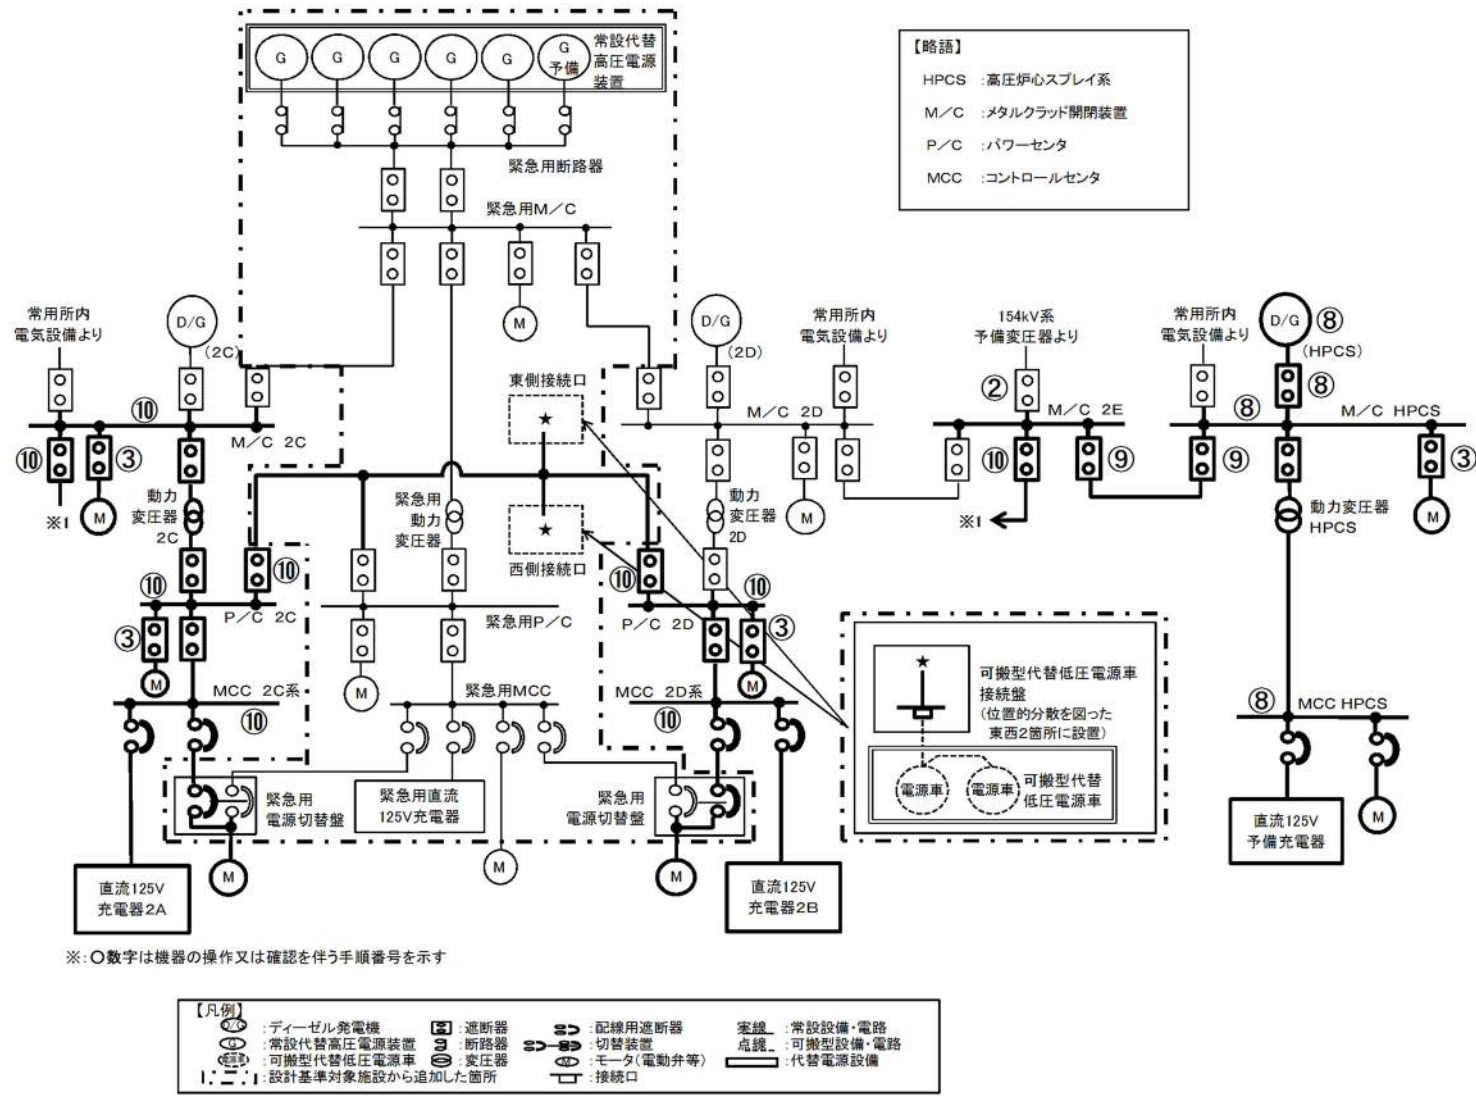 G
G
G
G
G
G
予備
常設代替
高圧電源
装置
緊急用断路器
緊急用M/C
M
【略語】
HPCS :高圧炉心スプレイ系
M/C :メタルクラッド開閉装置
P/C :パワーセンタ
MCC :コントロールセンタ
常用所内
電気設備より
D/G
(2C)
⑩
M/C 2C
⑩
③
※1
M
動力
変圧器
2C
⑩
⑩
P/C 2C
③
M
MCC 2C系
⑩
東側接続口
★
★
西側接続口
緊急用
動力
変圧器
緊急用P/C
M
緊急用MCC
D/G
(2D)
常用所内
電気設備より
M/C 2D
動力
変圧器
2D
M
⑩
⑩
P/C 2D
③
M
MCC 2D系
⑩
154kV系
予備変圧器より
②
M/C 2E
⑩
⑨
※1
常用所内
電気設備より
⑨
D/G
⑧
(HPCS)
⑧
⑧
M/C HPCS
③
M
動力変圧器
HPCS
⑧
MCC HPCS
M
直流125V
予備充電器
★
可搬型代替低圧電源車
接続盤
(位置的分散を図った
東西2箇所に設置)
電源車
電源車
可搬型代替
低圧電源車
緊急用
電源切替盤
緊急用直流
125V充電器
緊急用
電源切替盤
M
M
M
直流125V
充電器2A
直流125V
充電器2B
※:○数字は機器の操作又は確認を伴う手順番号を示す
【凡例】
D/G :ディーゼル発電機
:遮断器
:配線用遮断器
実線 :常設設備・電路
G :常設代替高圧電源装置
:断路器
:切替装置
点線 :可搬型設備・電路
電源車 :可搬型代替低圧電源車
:変圧器
M :モータ(電動弁等)
:代替電源設備
:設計基準対象施設から追加した箇所
:接続口